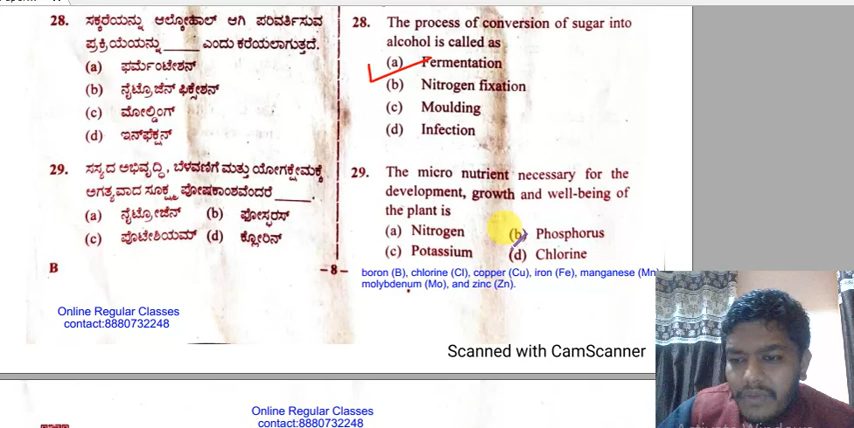 28. ಸಕ್ಕರೆಯನ್ನು ಆಲ್ಕೋಹಾಲ್ ಆಗಿ ಪರಿವರ್ತಿಸುವ
ಪ್ರಕ್ರಿಯೆಯನ್ನು _____ ಎಂದು ಕರೆಯಲಾಗುತ್ತದೆ.
(a) ಫರ್ಮೆಂಟೇಶನ್
(b) ನೈಟ್ರೋಜೆನ್ ಫಿಕ್ಸೇಶನ್
(c) ಮೋಲ್ಡಿಂಗ್
(d) ಇನ್‌ಫೆಕ್ಷನ್
29. ಸಸ್ಯದ ಅಭಿವೃದ್ಧಿ, ಬೆಳವಣಿಗೆ ಮತ್ತು ಯೋಗಕ್ಷೇಮಕ್ಕೆ
ಅಗತ್ಯವಾದ ಸೂಕ್ಷ್ಮ ಪೋಷಕಾಂಶವೆಂದರೆ _____.
(a) ನೈಟ್ರೋಜೆನ್ (b) ಫೋಸ್ಫರಸ್
(c) ಪೊಟೇಶಿಯಮ್ (d) ಕ್ಲೋರಿನ್
B
28. The process of conversion of sugar into
alcohol is called as
(a) Fermentation
(b) Nitrogen fixation
(c) Moulding
(d) Infection
29. The micro nutrient necessary for the
development, growth and well-being of
the plant is
(a) Nitrogen (b) Phosphorus
(c) Potassium (d) Chlorine
-8-
boron (B), chlorine (Cl), copper (Cu), iron (Fe), manganese (Mn)
molybdenum (Mo), and zinc (Zn).
Online Regular Classes
contact:8880732248
Scanned with CamScanner
Online Regular Classes
contact:8880732248